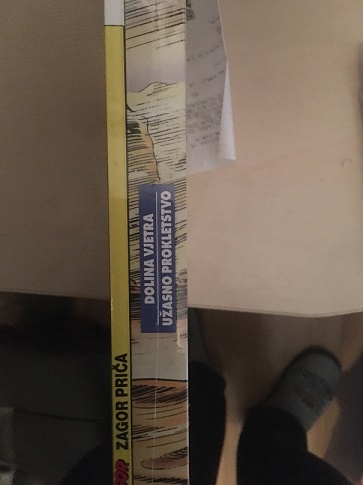 DOLINA VJETRA
UŽASNO PROKLETSTVO
ZAGOR PRIČA